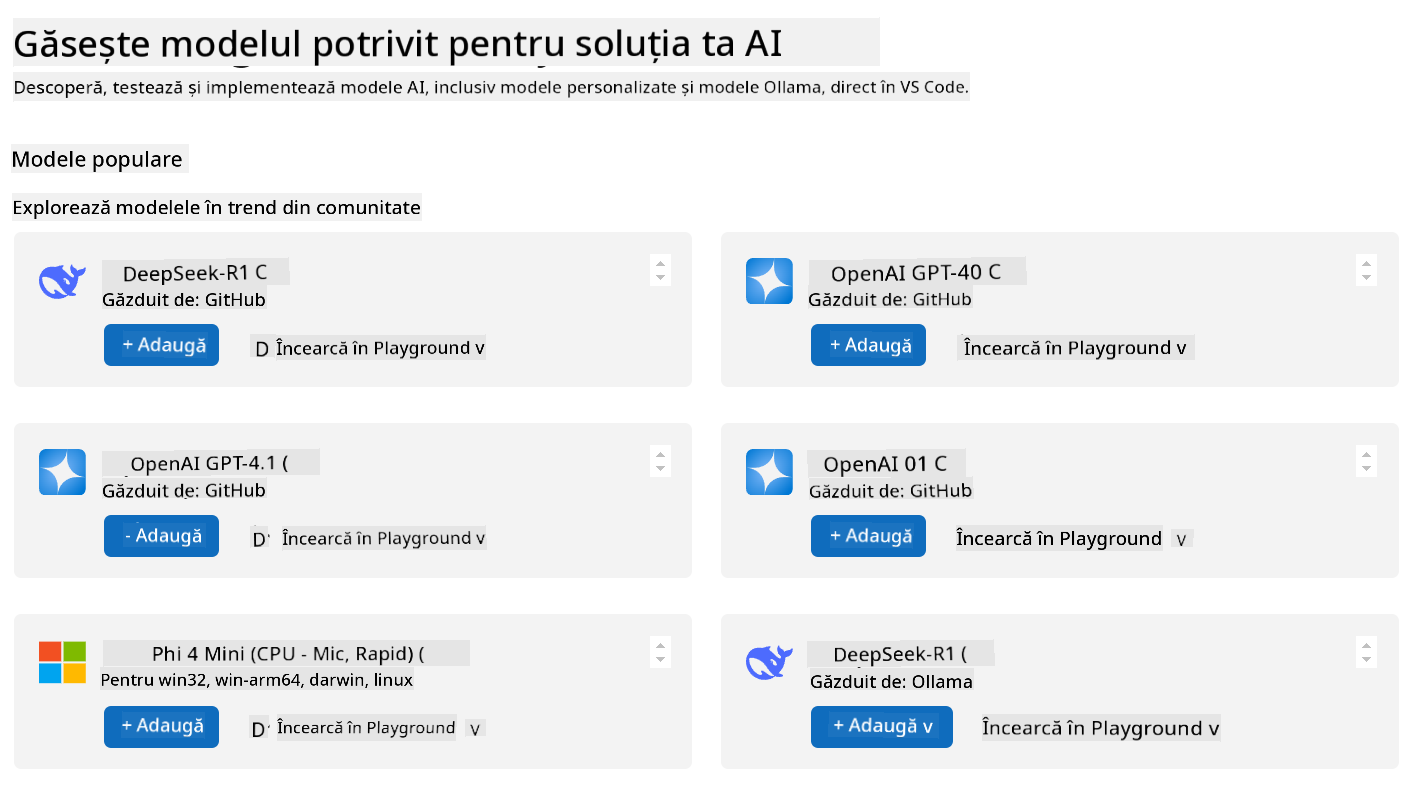 Găsește modelul potrivit pentru soluția ta AI
Descoperă, testează și implementează modele AI, inclusiv modele personalizate și modele Ollama, direct în VS Code.
Modele populare
Explorează modelele în trend din comunitate
DeepSeek-R1 C
Găzduit de: GitHub
+ Adaugă D Încearcă în Playground v
OpenAI GPT-40 C
Găzduit de: GitHub
+ Adaugă Încearcă în Playground v
OpenAI GPT-4.1 (
Găzduit de: GitHub
- Adaugă D Încearcă în Playground v
OpenAI 01 C
Găzduit de: GitHub
+ Adaugă Încearcă în Playground v
Phi 4 Mini (CPU - Mic, Rapid) (
Pentru win32, win-arm64, darwin, linux
+ Adaugă D Încearcă în Playground v
DeepSeek-R1 (
Găzduit de: Ollama
+ Adaugă v Încearcă în Playground v